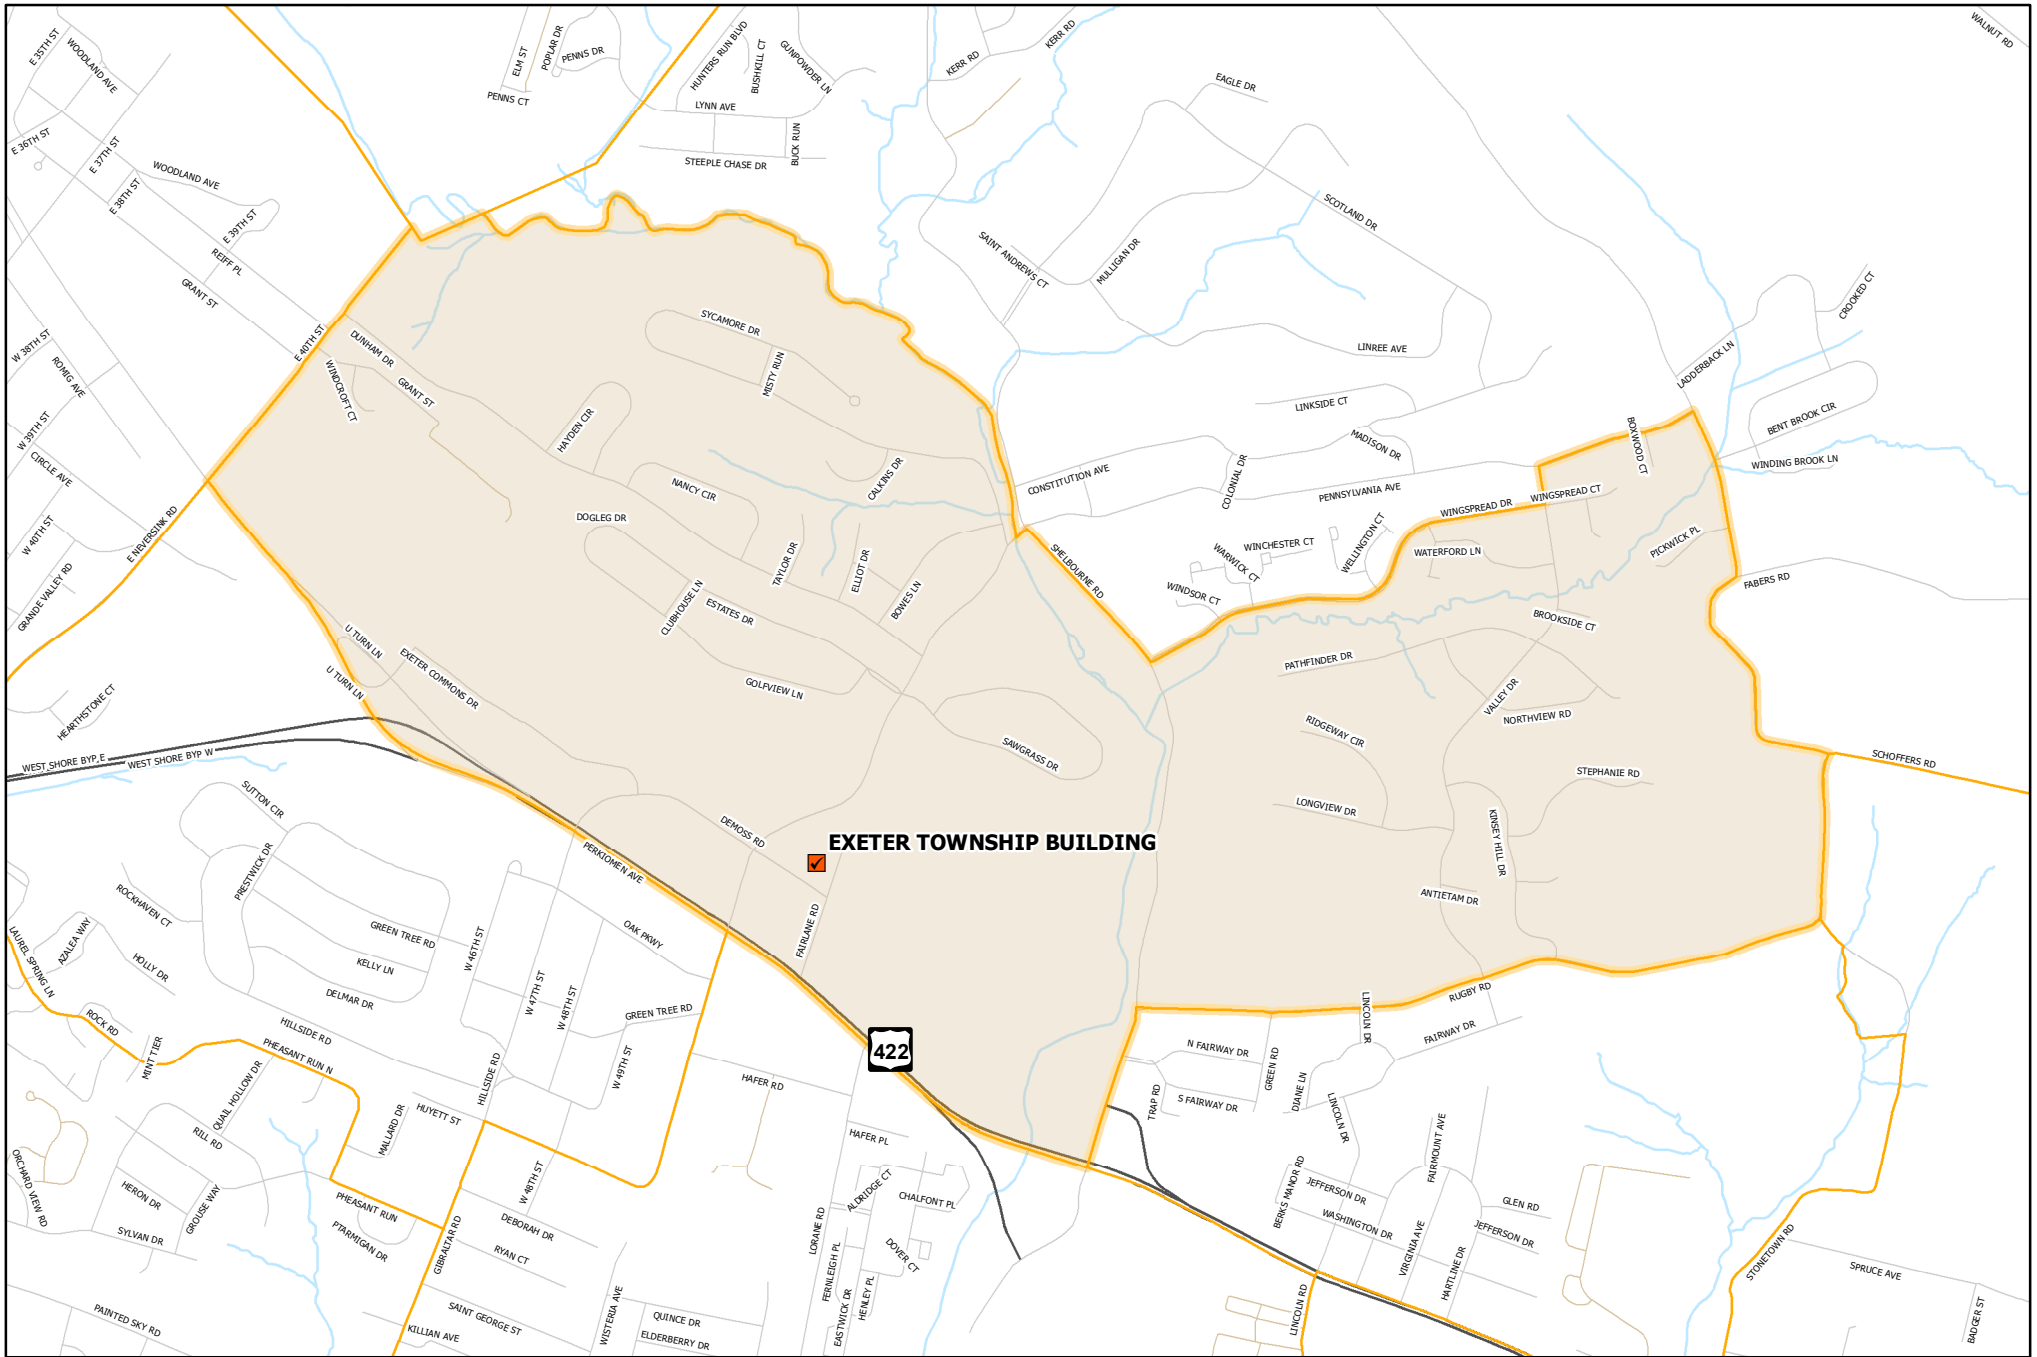 E 35TH ST
WOODLAND AVE
ELM ST
POPLAR DR
PENNS DR
PENNS CT
HUNTERS RUN BLVD
BUSHKILL CT
GUNPOWDER LN
LYNN AVE
BUCK RUN
STEEPLE CHASE DR
KERR RD
KERR RD
EAGLE DR
WALNUT RD
E 36TH ST
E 37TH ST
WOODLAND AVE
E 38TH ST
E 39TH ST
REIFF PL
GRANT ST
SCOTLAND DR
SAINT ANDREWS CT
MULLIGAN DR
CROOKED CT
W 38TH ST
ROMIG AVE
E 40TH ST
DUNHAM DR
GRANT ST
WINDCROFT CT
SYCAMORE DR
MISTY RUN
LINREE AVE
LADDERBACK LN
W 39TH ST
CIRCLE AVE
HAYDEN CIR
LINKSIDE CT
MADISON DR
BOXWOOD CT
BENT BROOK CIR
WINDING BROOK LN
NANCY CIR
CALKINS DR
CONSTITUTION AVE
COLONIAL DR
PENNSYLVANIA AVE
WINGSPREAD CT
WINGSPREAD DR
W 40TH ST
E NEVERSINK RD
DOGLEG DR
TAYLOR DR
ELLIOT DR
BOWES LN
SHELBOURNE RD
WINCHESTER CT
WARWICK CT
WELLINGTON CT
WATERFORD LN
PICKWICK PL
FABERS RD
GRANDE VALLEY RD
WINDSOR CT
CLUBHOUSE LN
ESTATES DR
BROOKSIDE CT
U TURN LN
U TURN LN
EXETER COMMONS DR
GOLFVIEW LN
PATHFINDER DR
VALLEY DR
NORTHVIEW RD
HEARTHSTONE CT
WEST SHORE BYP E
WEST SHORE BYP W
SAWGRASS DR
RIDGEWAY CIR
SCHOFFERS RD
STEPHANIE RD
SUTTON CIR
LONGVIEW DR
KINSEY HILL DR
DEMOSS RD
EXETER TOWNSHIP BUILDING
PERKIOMEN AVE
PRESTWICK DR
ROCKHAVEN CT
ANTIETAM DR
FAIRLANE RD
GREEN TREE RD
OAK PKWY
W 46TH ST
AZALEA WAY
LAUREL SPRING LN
HOLLY DR
KELLY LN
DELMAR DR
W 47TH ST
W 48TH ST
GREEN TREE RD
RUGBY RD
LINCOLN DR
FAIRWAY DR
ROCK RD
MINT TIER
HILLSIDE RD
PHEASANT RUN N
422
N FAIRWAY DR
GREEN RD
HILLSIDE RD
W 49TH ST
HAFER RD
QUAIL HOLLOW DR
MALLARD DR
HUYETT ST
TRAP RD
S FAIRWAY DR
DIANE LN
LINCOLN DR
RILL RD
HAFER PL
FAIRMOUNT AVE
ORCHARD VIEW RD
HERON DR
GROUSE WAY
PHEASANT RUN
W 48TH ST
ALDRIDGE CT
CHALFONT PL
BERKS MANOR RD
JEFFERSON DR
GLEN RD
SYLVAN DR
PTARMIGAN DR
GIBRALTAR RD
DEBORAH DR
RYAN CT
LORANE RD
FERNLEIGH PL
DOVER CT
WASHINGTON DR
VIRGINIA AVE
JEFFERSON DR
HARTLINE DR
STONETOWN RD
SPRUCE AVE
PAINTED SKY RD
KILLIAN AVE
SAINT GEORGE ST
WISTERIA AVE
QUINCE DR
ELDERBERRY DR
EASTWICK DR
HENLEY PL
LINCOLN RD
BADGER ST